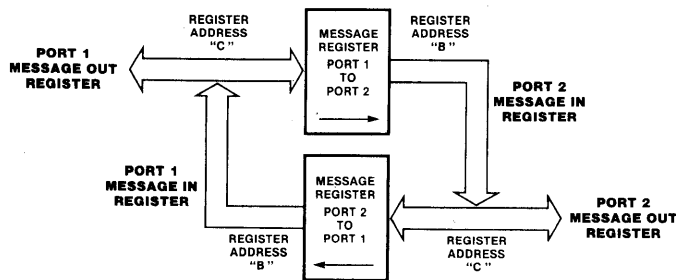 REGISTER
ADDRESS
"C"
PORT 1
MESSAGE OUT
REGISTER
MESSAGE
REGISTER
PORT 1
TO
PORT 2
REGISTER
ADDRESS
"B"
PORT 2
MESSAGE IN
REGISTER
PORT 1
MESSAGE IN
REGISTER
MESSAGE
REGISTER
PORT 2
TO
PORT 1
REGISTER
ADDRESS
"B"
REGISTER
ADDRESS
"C"
PORT 2
MESSAGE OUT
REGISTER